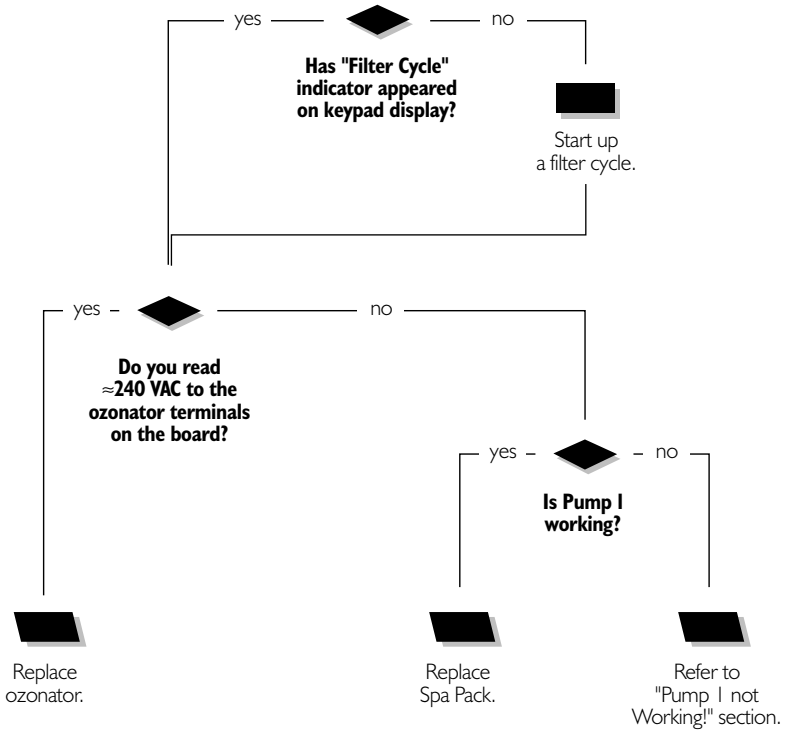 yes
no
Has "Filter Cycle"
indicator appeared
on keypad display?
Start up
a filter cycle.
yes
no
Do you read
≈240 VAC to the
ozonator terminals
on the board?
yes
no
Is Pump 1
working?
Replace
ozonator.
Replace
Spa Pack.
Refer to
"Pump 1 not
Working!" section.